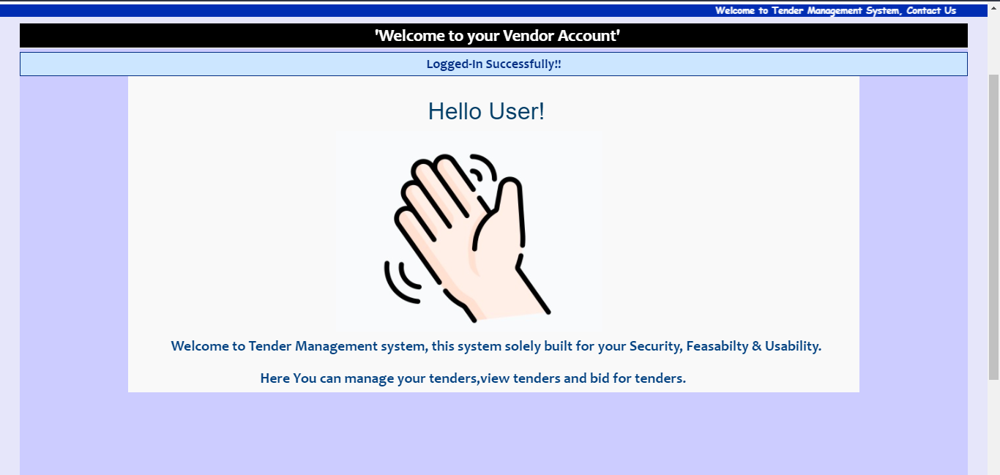 Welcome to Tender Management System, Contact Us
'Welcome to your Vendor Account'
Logged-In Successfully!!
Hello User!
Welcome to Tender Management system, this system solely built for your Security, Feasabilty & Usability.
Here You can manage your tenders,view tenders and bid for tenders.